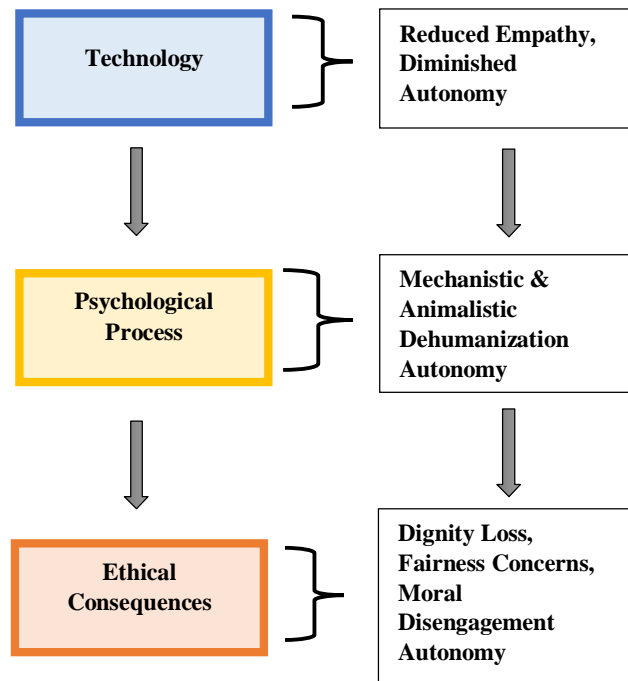 Technology
Reduced Empathy,
Diminished
Autonomy
Psychological
Process
Mechanistic &
Animalistic
Dehumanization
Autonomy
Ethical
Consequences
Dignity Loss,
Fairness Concerns,
Moral
Disengagement
Autonomy